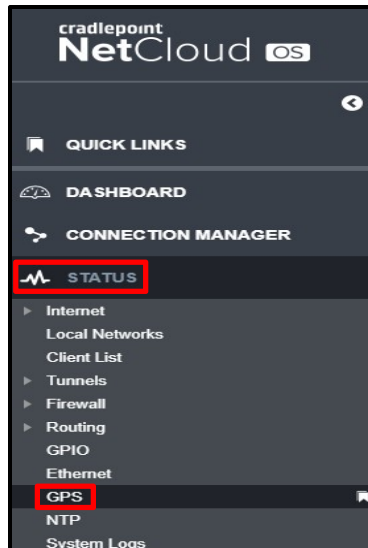 cradlepoint
NetCloud OS
QUICK LINKS
DASHBOARD
CONNECTION MANAGER
STATUS
Internet
Local Networks
Client List
Tunnels
Firewall
Routing
GPIO
Ethernet
GPS
NTP
System Logs